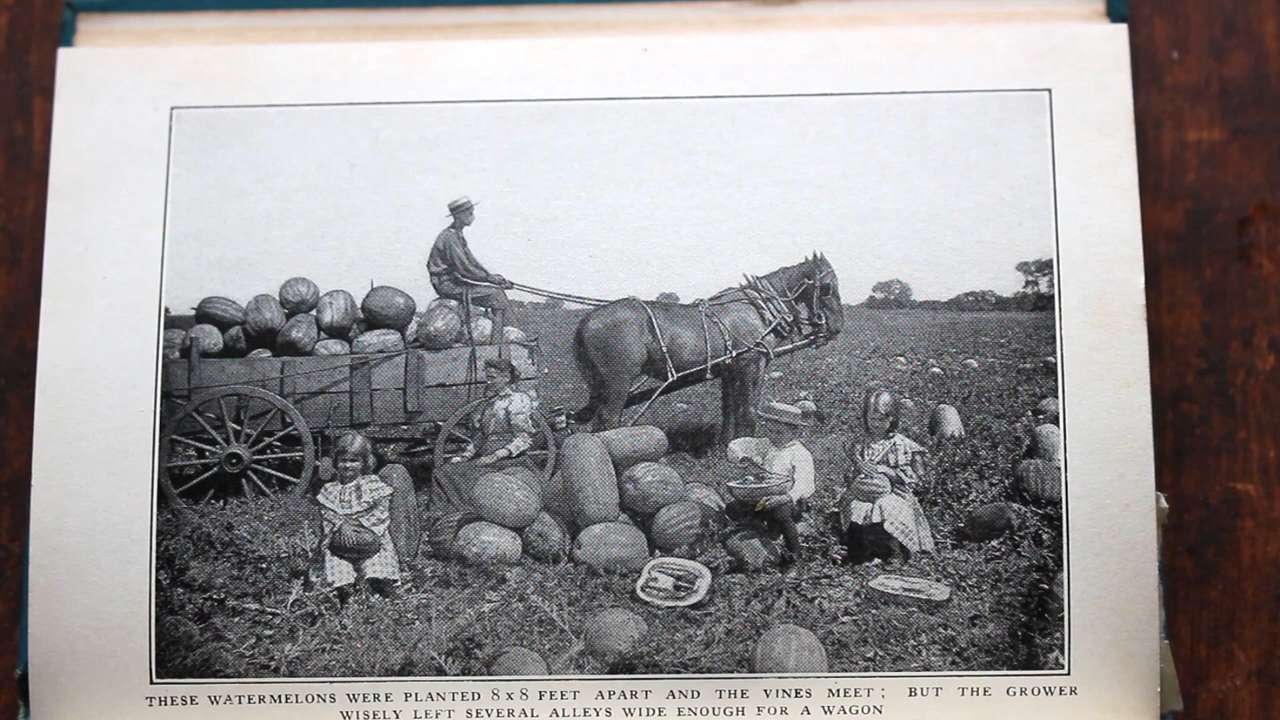 THESE WATERMELONS WERE PLANTED 8 x 8 FEET APART AND THE VINES MEET; BUT THE GROWER
WISELY LEFT SEVERAL ALLEYS WIDE ENOUGH FOR A WAGON